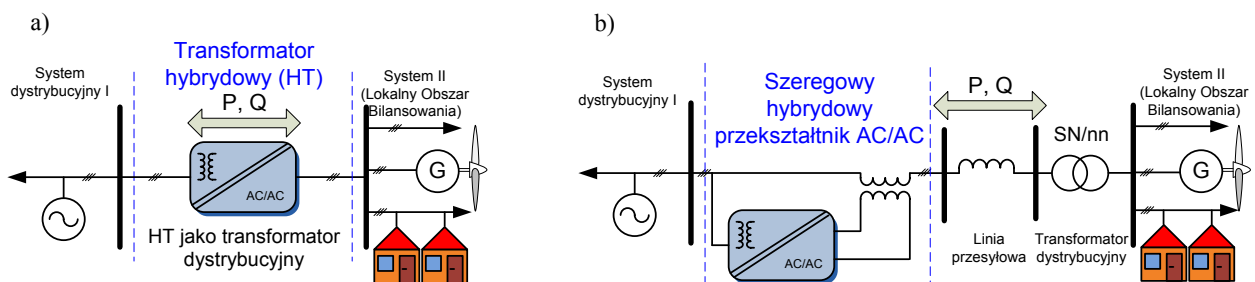 a)
Transformator
hybrydowy (HT)
System
dystrybucyjny I
P, Q
System II
(Lokalny Obszar
Bilansowania)
G
AC/AC
HT jako transformator
dystrybucyjny
b)
System
dystrybucyjny I
Szeregowy
hybrydowy
przekształtnik AC/AC
P, Q
SN/nn
System II
(Lokalny Obszar
Bilansowania)
G
AC/AC
Linia
przesyłowa
Transformator
dystrybucyjny